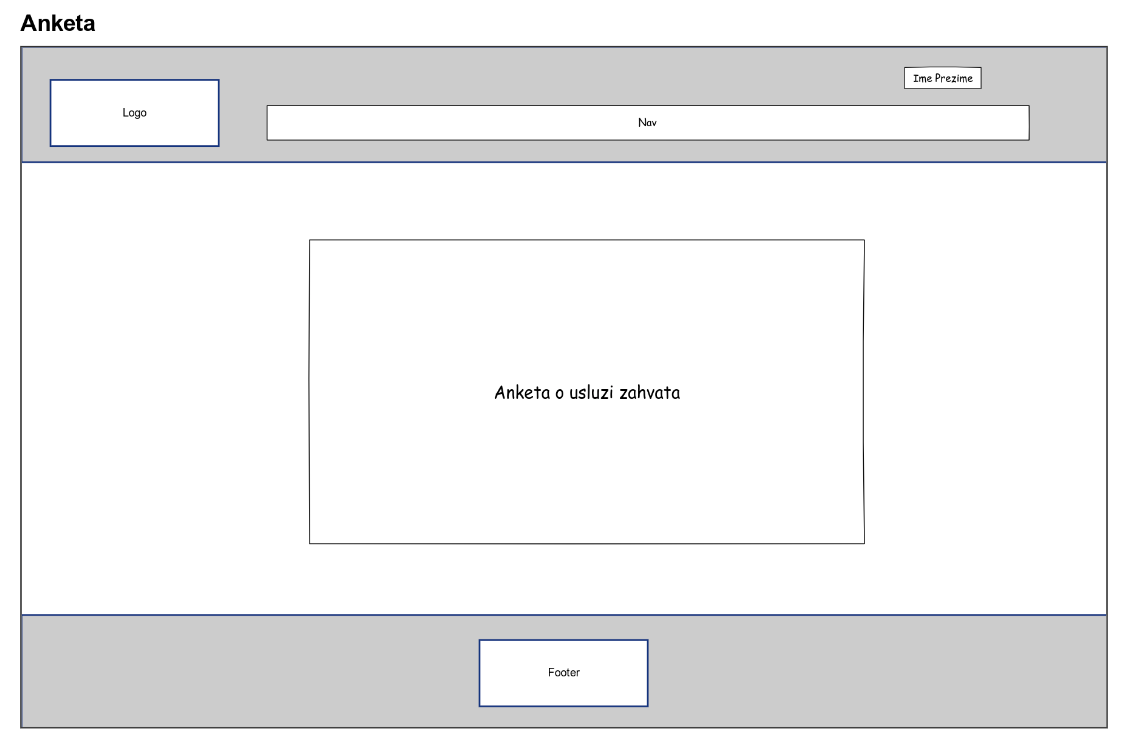 Anketa
Ime Prezime
Logo
Nav
Anketa o usluzi zahvata
Footer